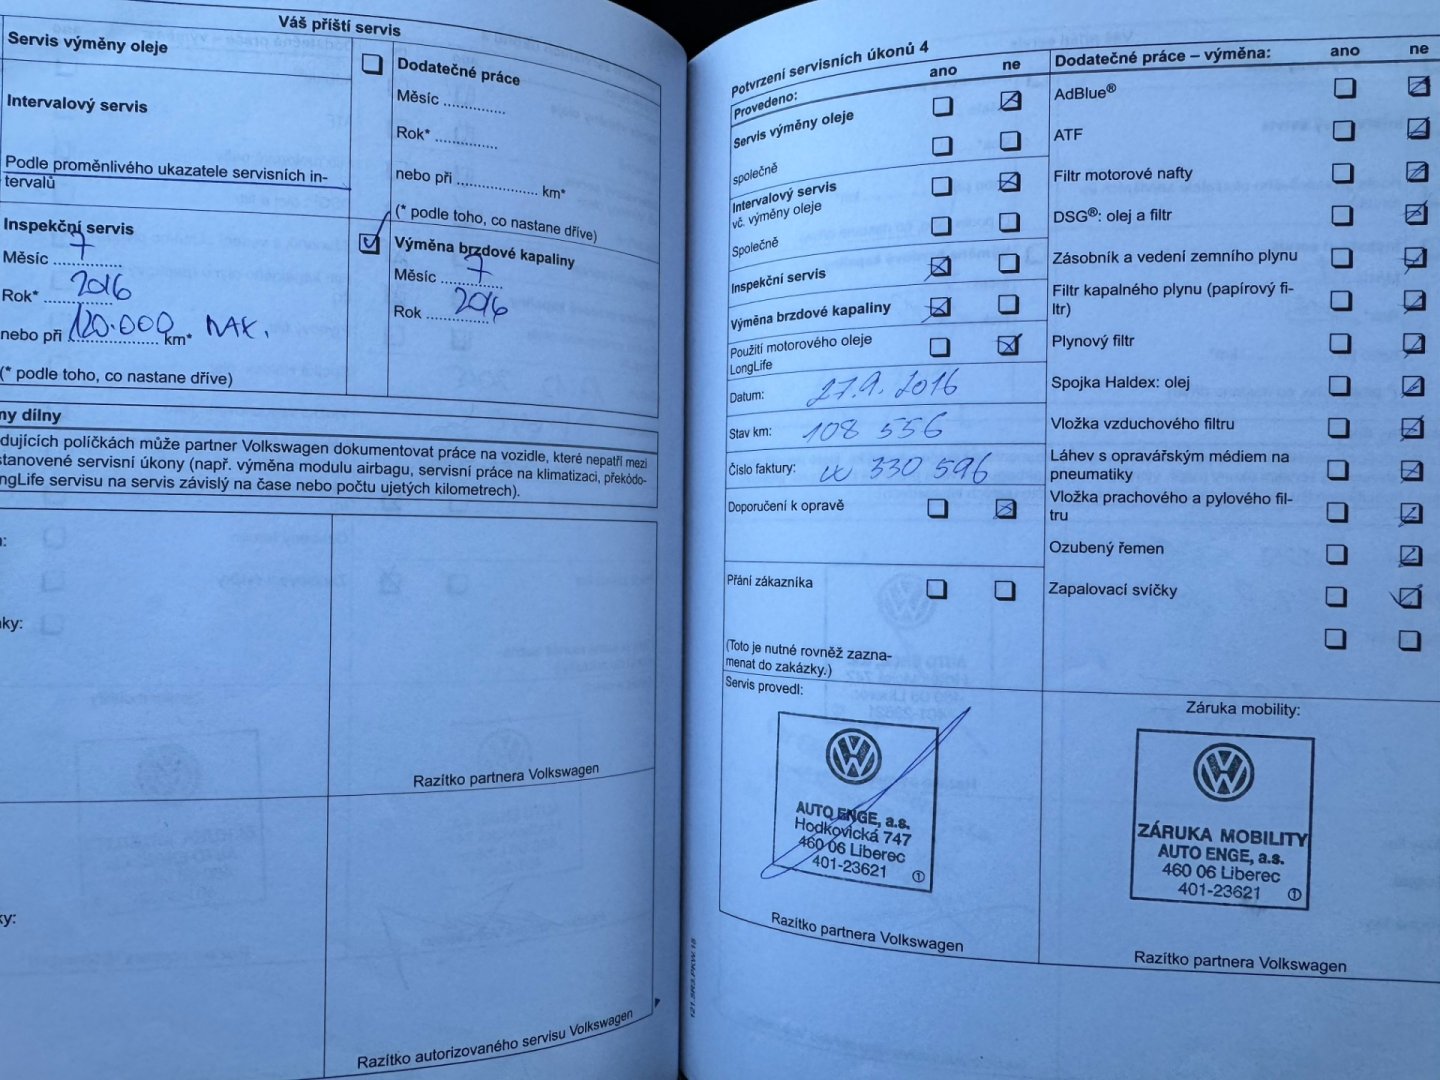 Váš příští servis
Servis výměny oleje
Intervalový servis
Podle proměnlivého ukazatele servisních in-
tervalů
Inspekční servis
Měsíc 7
Rok* 2016
nebo při 120.000 km*
(* podle toho, co nastane dříve)
Dodatečné práce
Měsíc ..............
Rok* ..............
nebo při .................. km*
(* podle toho, co nastane dříve)
Výměna brzdové kapaliny
Měsíc 7
Rok 2016
my dílny
dujících políčkách může partner Volkswagen dokumentovat práce na vozidle, které nepatří mezi
stanovené servisní úkony (např. výměna modulu airbagu, servisní práce na klimatizaci, překódo-
ngLife servisu na servis závislý na čase nebo počtu ujetých kilometrech).
Razítko partnera Volkswagen
Razítko autorizovaného servisu Volkswagen
Potvrzení servisních úkonů 4
Provedeno: ano ne
Servis výměny oleje
společně
Intervalový servis
vč. výměny oleje
Společně
Inspekční servis
Výměna brzdové kapaliny
Použití motorového oleje
LongLife
Datum: 27.9. 2016
Stav km: 108 556
Číslo faktury: 330 596
Doporučení k opravě
Přání zákazníka
(Toto je nutné rovněž zazna-
menat do zakázky.)
Servis provedl:
AUTO ENGE, a.s.
Hodkovická 747
460 06 Liberec
401-23621 1
Razítko partnera Volkswagen
121.5R3.PKW.15
Dodatečné práce – výměna: ano ne
AdBlue®
ATF
Filtr motorové nafty
DSG®: olej a filtr
Zásobník a vedení zemního plynu
Filtr kapalného plynu (papírový fi-
ltr)
Plynový filtr
Spojka Haldex: olej
Vložka vzduchového filtru
Láhev s opravářským médiem na
pneumatiky
Vložka prachového a pylového fil-
tru
Ozubený řemen
Zapalovací svíčky
Záruka mobility:
ZÁRUKA MOBILITY
AUTO ENGE, a.s.
460 06 Liberec
401-23621 1
Razítko partnera Volkswagen